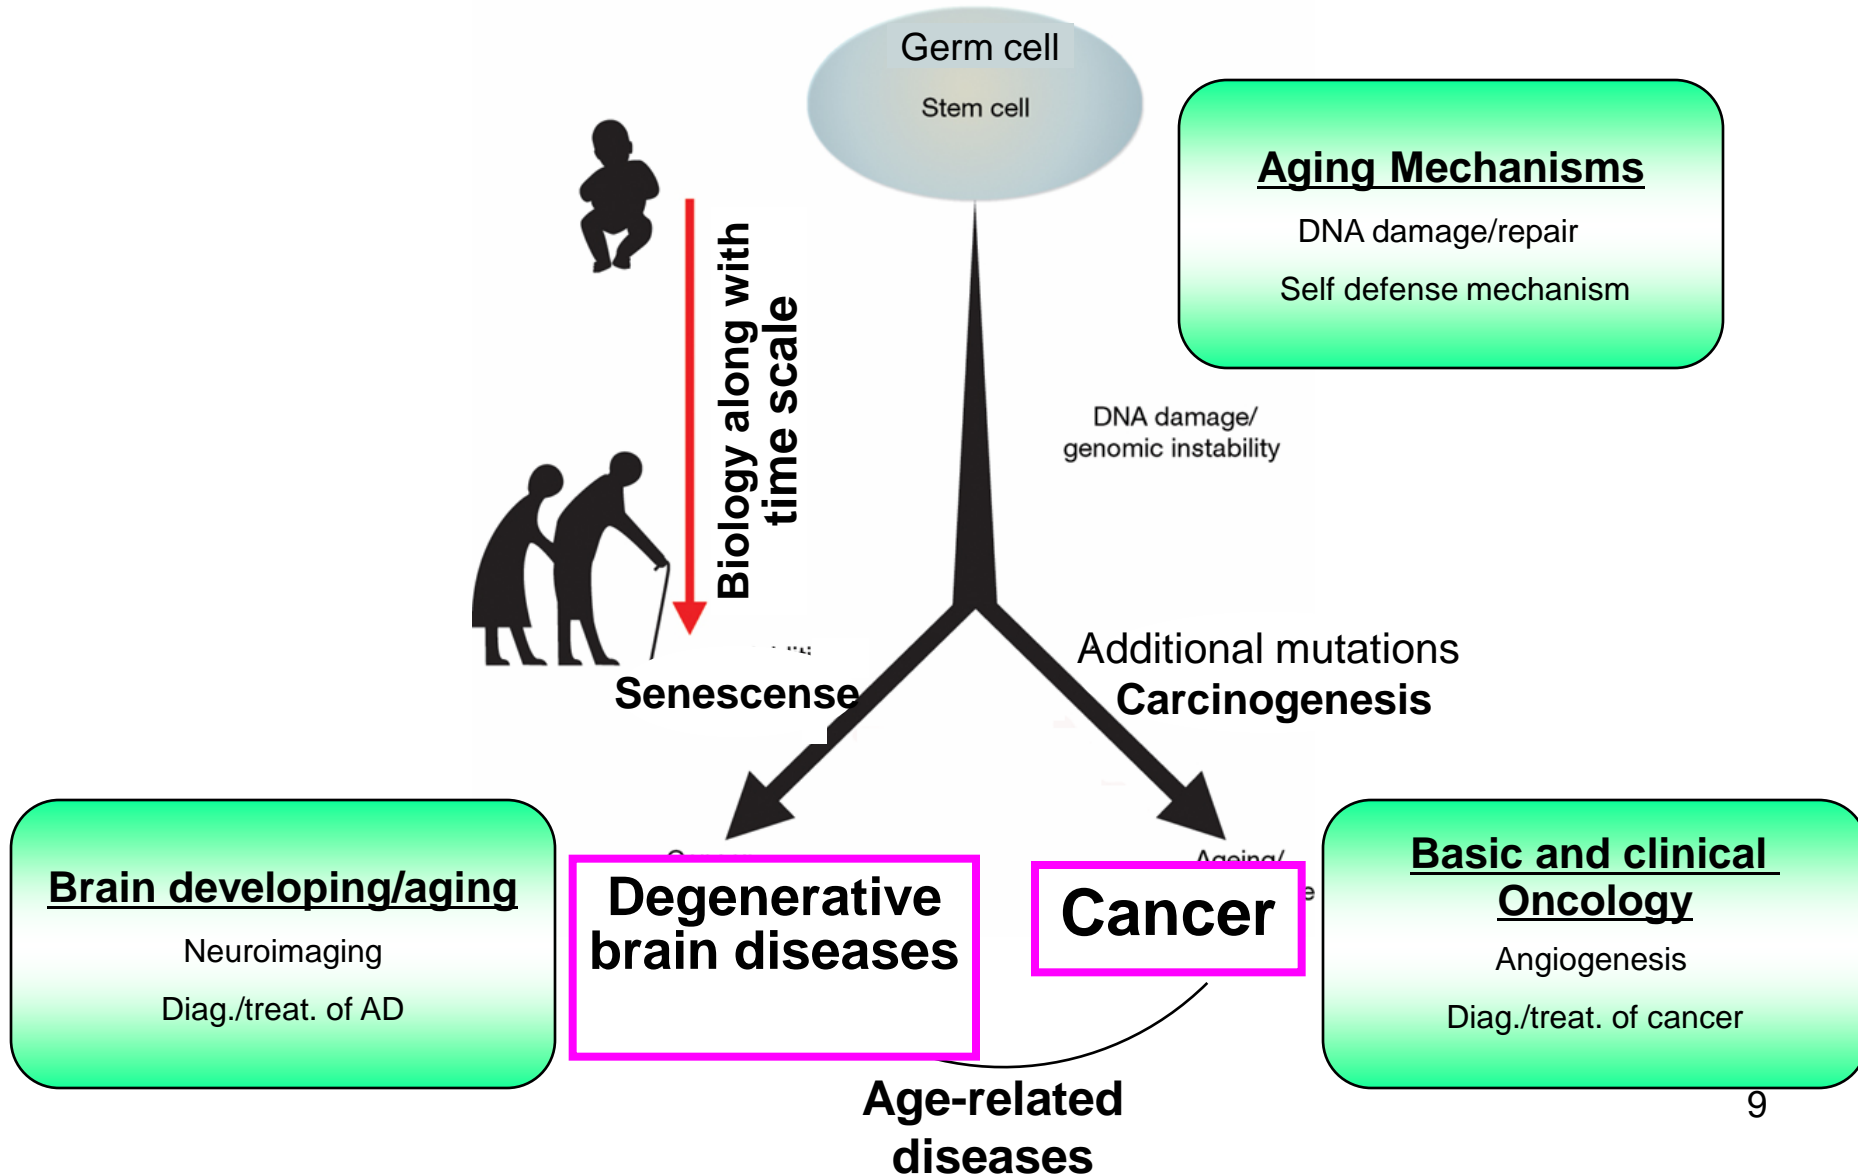 Germ cell
Stem cell
Aging Mechanisms
DNA damage/repair
Self defense mechanism
Biology along with
time scale
DNA damage/
genomic instability
Additional mutations
Carcinogenesis
Senescense
Brain developing/aging
Neuroimaging
Diag./treat. of AD
Degenerative
brain diseases
Ageing/
Cancer
Basic and clinical
Oncology
Angiogenesis
Diag./treat. of cancer
Age-related
diseases
9